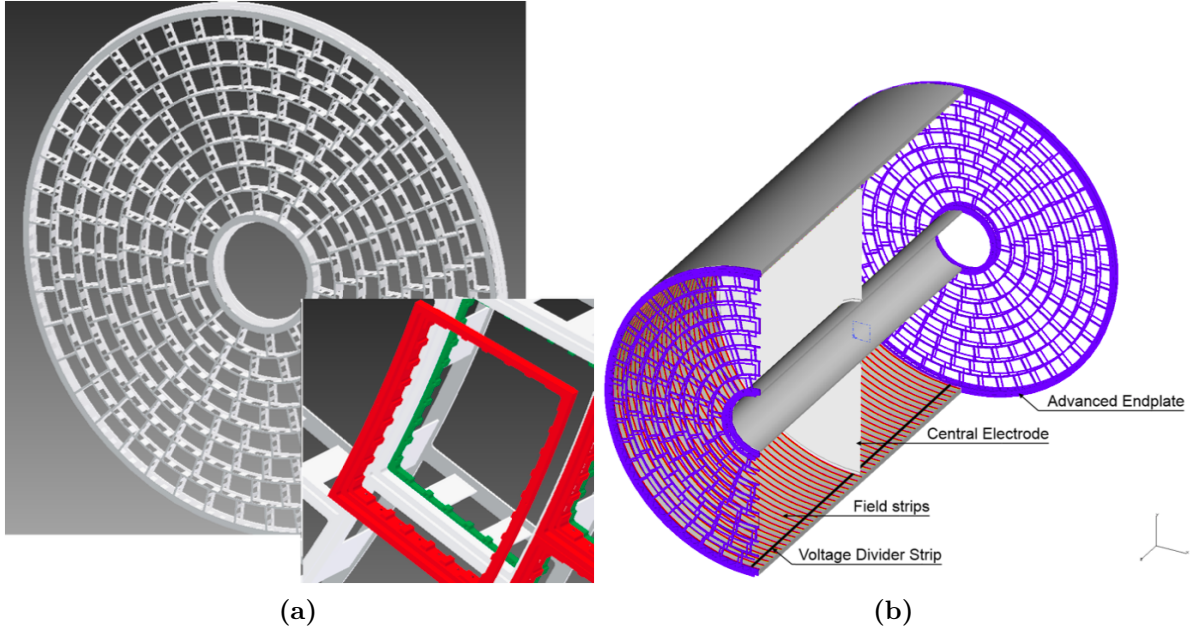 Advanced Endplate
Central Electrode
Field strips
Voltage Divider Strip
(a)
(b)